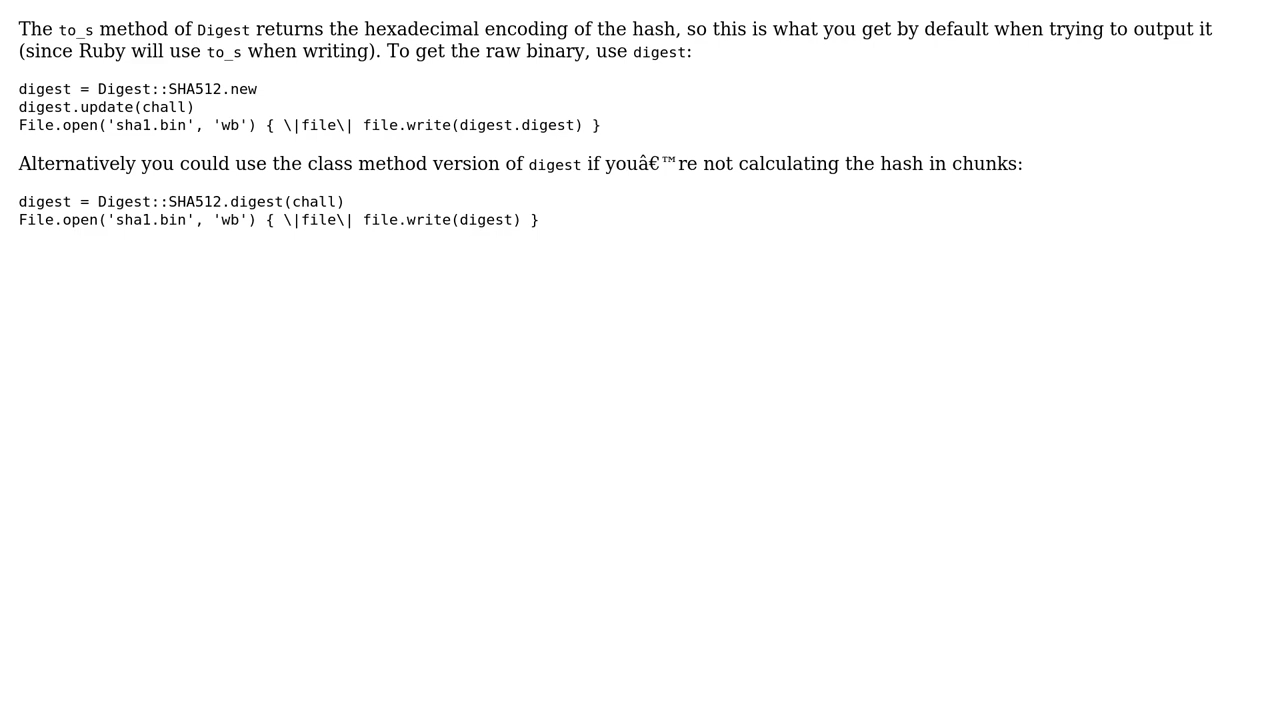 The to_s method of Digest returns the hexadecimal encoding of the hash, so this is what you get by default when trying to output it
(since Ruby will use to_s when writing). To get the raw binary, use digest:
digest = Digest::SHA512.new
digest.update(chall)
File.open('sha1.bin', 'wb') { \|file\| file.write(digest.digest) }
Alternatively you could use the class method version of digest if youâ€™re not calculating the hash in chunks:
digest = Digest::SHA512.digest(chall)
File.open('sha1.bin', 'wb') { \|file\| file.write(digest) }